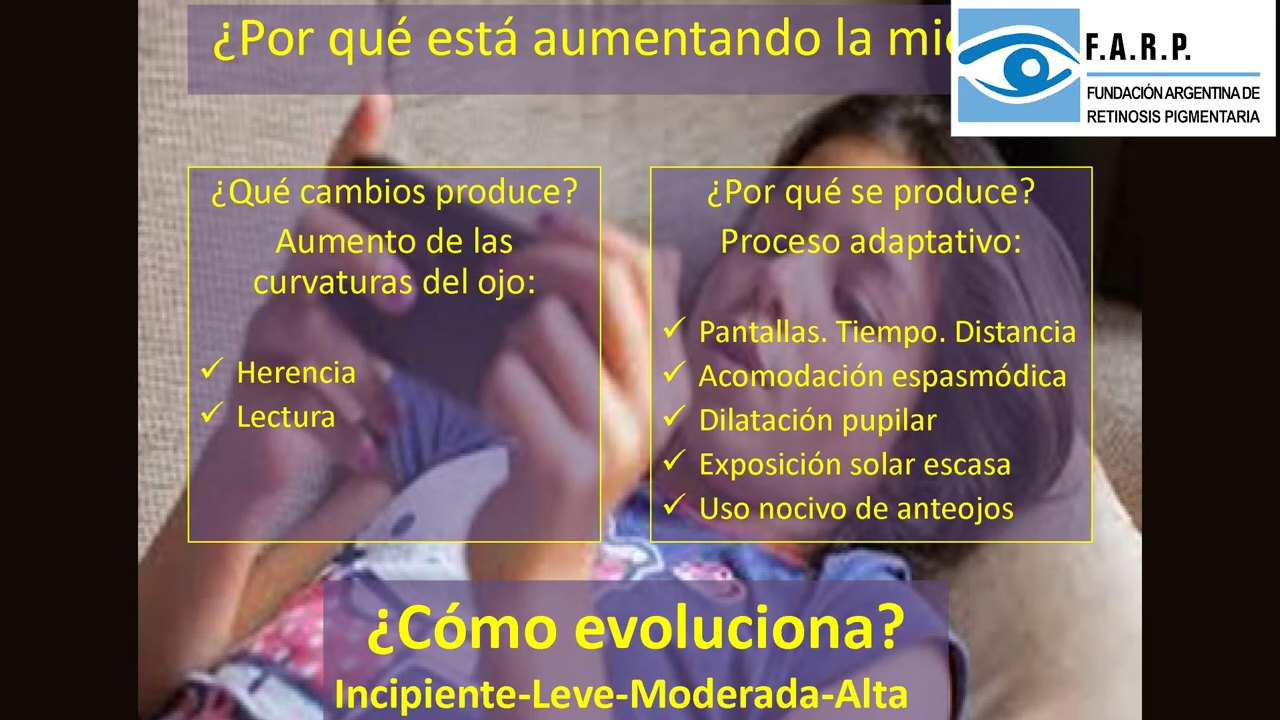 ¿Por qué está aumentando la
F.A.R.P.
FUNDACIÓN ARGENTINA DE
RETINOSIS PIGMENTARIA
¿Qué cambios produce?
Aumento de las
curvaturas del ojo:
✓ Herencia
✓ Lectura
¿Por qué se produce?
Proceso adaptativo:
✓ Pantallas. Tiempo. Distancia
✓ Acomodación espasmódica
✓ Dilatación pupilar
✓ Exposición solar escasa
✓ Uso nocivo de anteojos
¿Cómo evoluciona?
Incipiente-Leve-Moderada-Alta